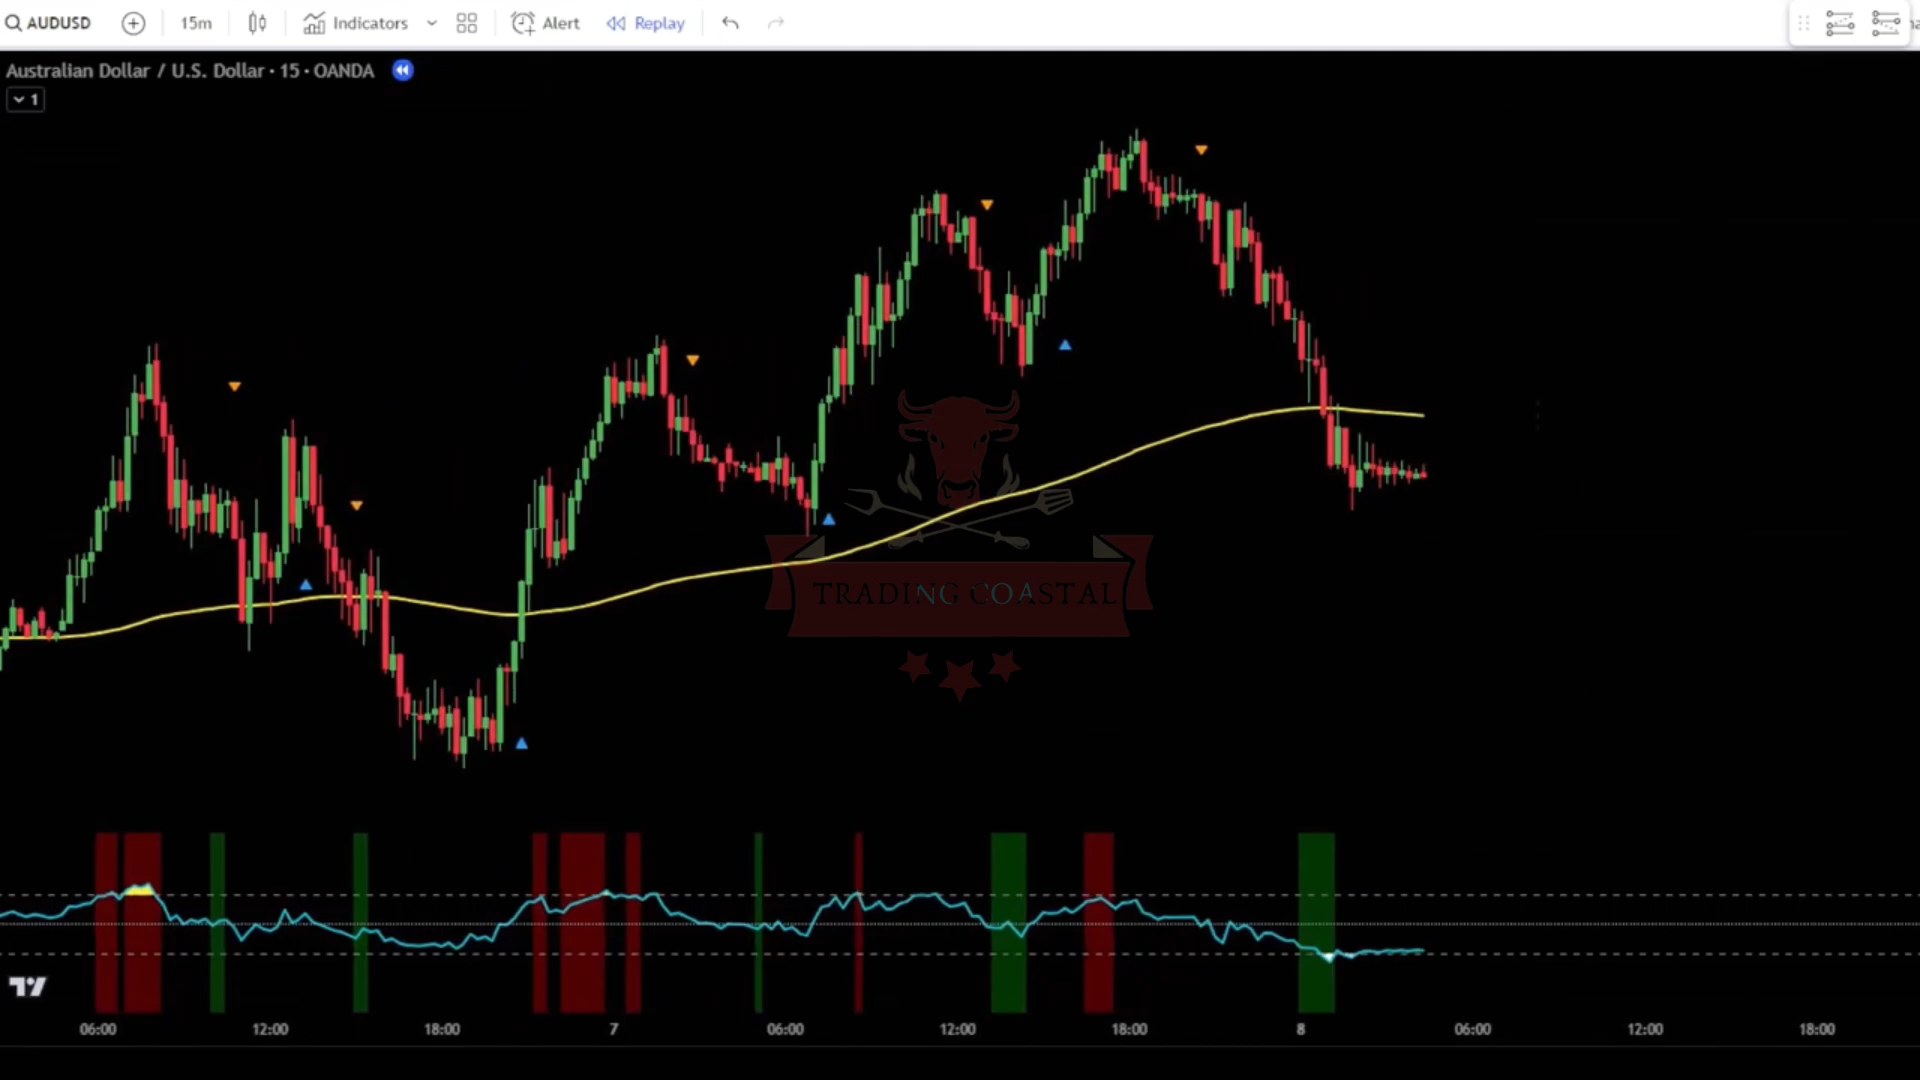 AUDUSD 15m Indicators Alert Replay
Australian Dollar / U.S. Dollar · 15 · OANDA
1
TRADING COASTAL
06:00 12:00 18:00 7 06:00 12:00 18:00 8 06:00 12:00 18:00